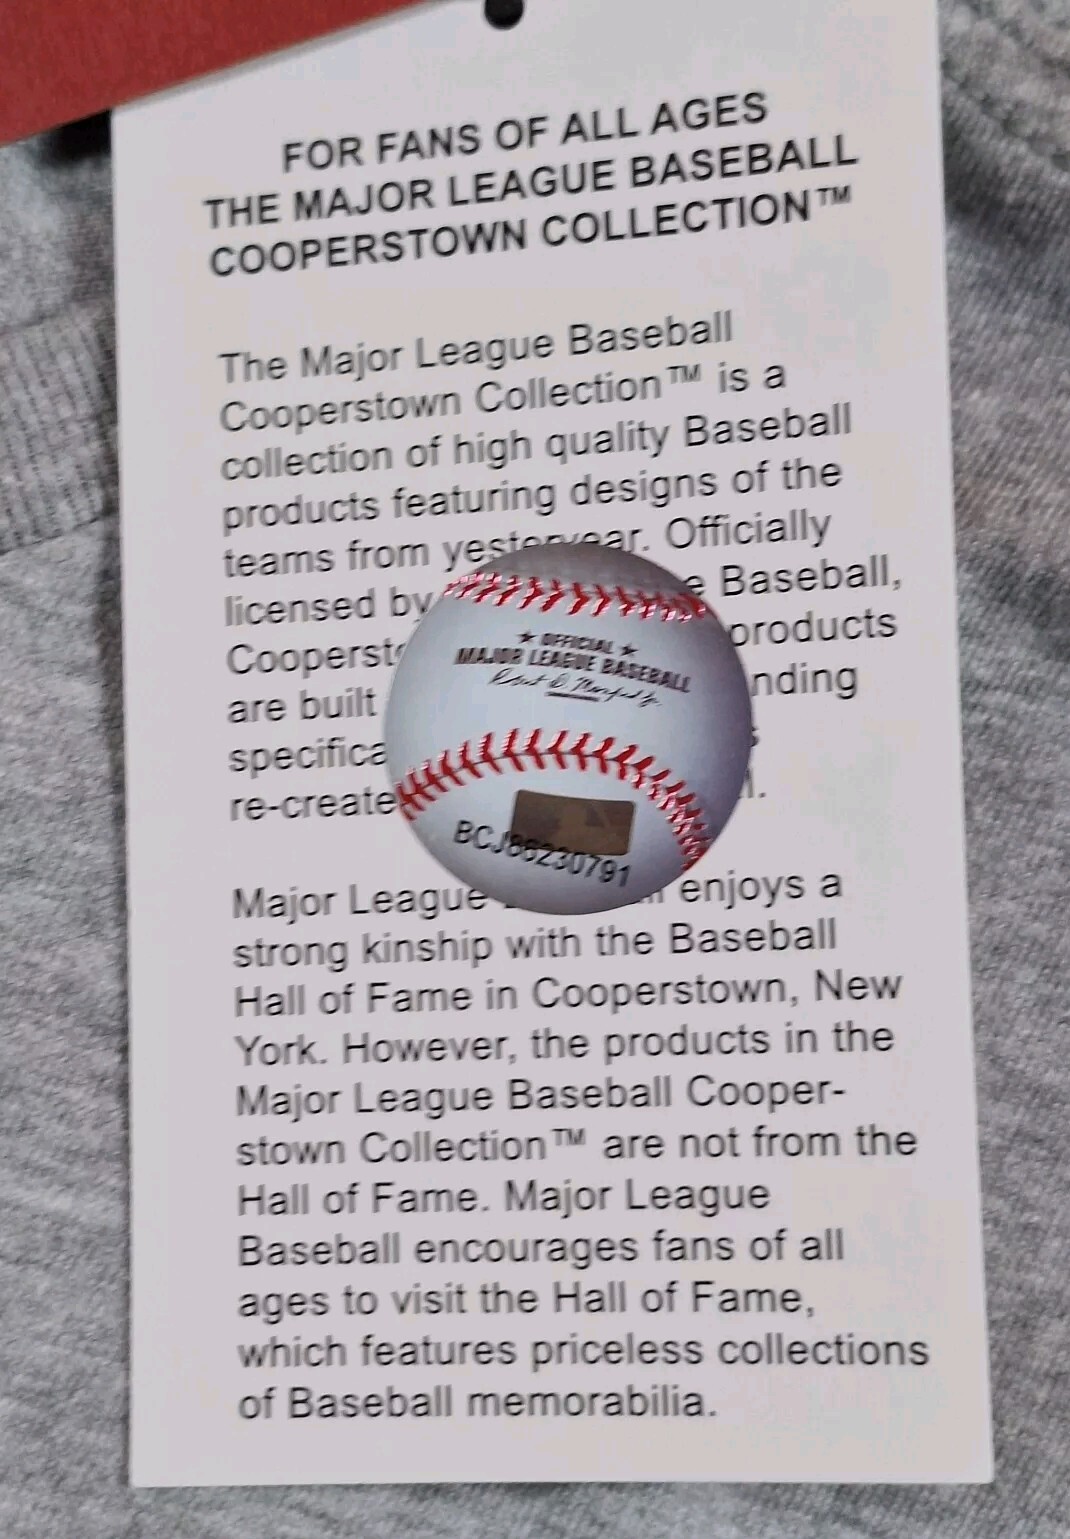 FOR FANS OF ALL AGES
THE MAJOR LEAGUE BASEBALL
COOPERSTOWN COLLECTION™
The Major League Baseball
Cooperstown Collection™ is a
collection of high quality Baseball
products featuring designs of the
teams from yesteryear. Officially
licensed by e Baseball,
Cooperst products
are built nding
specifica
re-create
★ OFFICIAL ★
MAJOR LEAGUE BASEBALL
BCJ86230791
Major League enjoys a
strong kinship with the Baseball
Hall of Fame in Cooperstown, New
York. However, the products in the
Major League Baseball Cooper-
stown Collection™ are not from the
Hall of Fame. Major League
Baseball encourages fans of all
ages to visit the Hall of Fame,
which features priceless collections
of Baseball memorabilia.